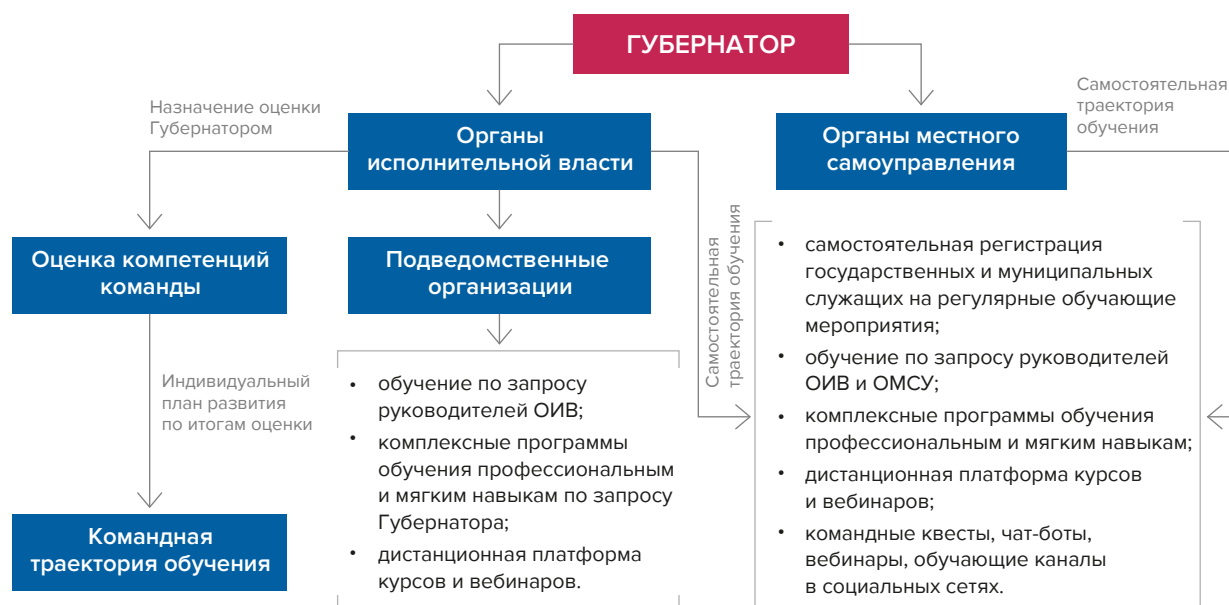 ГУБЕРНАТОР
Назначение оценки
Губернатором
Органы
исполнительной власти
Органы местного
самоуправления
Самостоятельная
траектория
обучения
Оценка компетенций
команды
Подведомственные
организации
Самостоятельная
траектория обучения
Индивидуальный
план развития
по итогам оценки
Командная
траектория обучения
• обучение по запросу
руководителей ОИВ;
• комплексные программы
обучения профессиональным
и мягким навыкам по запросу
Губернатора;
• дистанционная платформа
курсов и вебинаров.
• самостоятельная регистрация
государственных и муниципальных
служащих на регулярные обучающие
мероприятия;
• обучение по запросу руководителей
ОИВ и ОМСУ;
• комплексные программы обучения
профессиональным и мягким навыкам;
• дистанционная платформа курсов
и вебинаров;
• командные квесты, чат-боты,
вебинары, обучающие каналы
в социальных сетях.